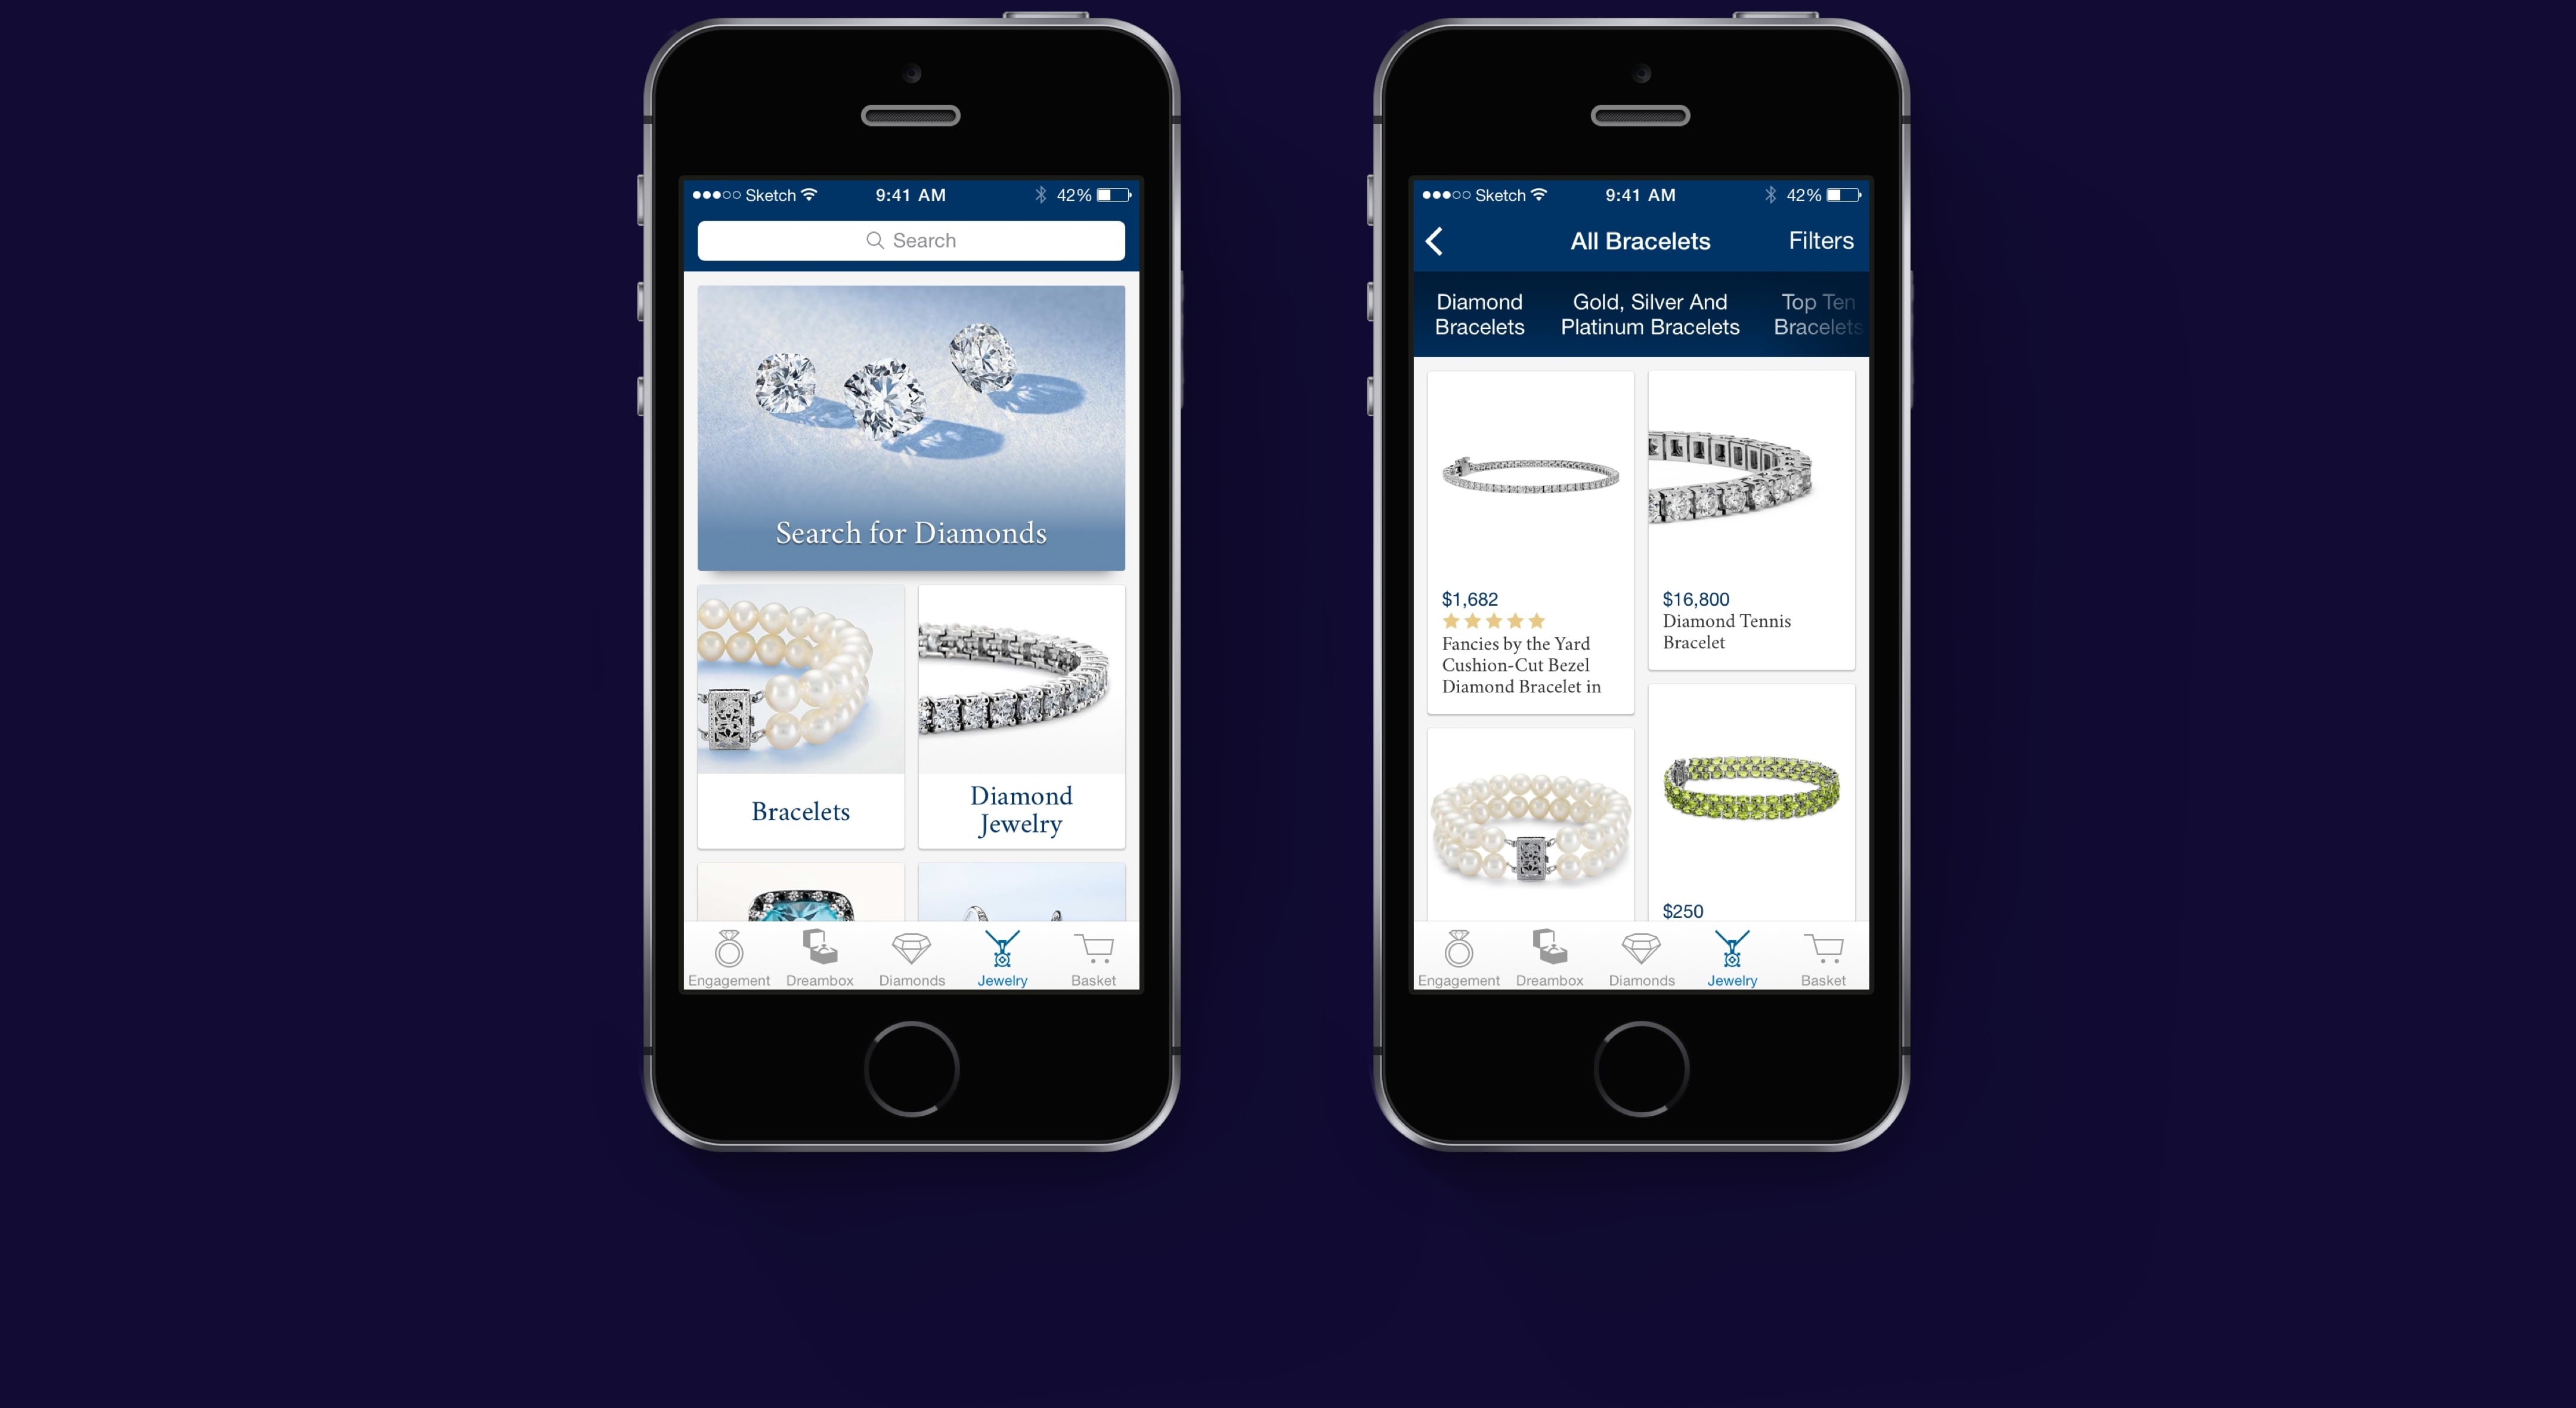 Sketch 9:41 AM 42%
Search
Search for Diamonds
Bracelets
Diamond
Jewelry
Engagement Dreambox Diamonds Jewelry Basket
Sketch 9:41 AM 42%
All Bracelets Filters
Diamond
Bracelets
Gold, Silver And
Platinum Bracelets
Top Ten
Bracelets
$1,682
Fancies by the Yard
Cushion-Cut Bezel
Diamond Bracelet in
$16,800
Diamond Tennis
Bracelet
$250
Engagement Dreambox Diamonds Jewelry Basket